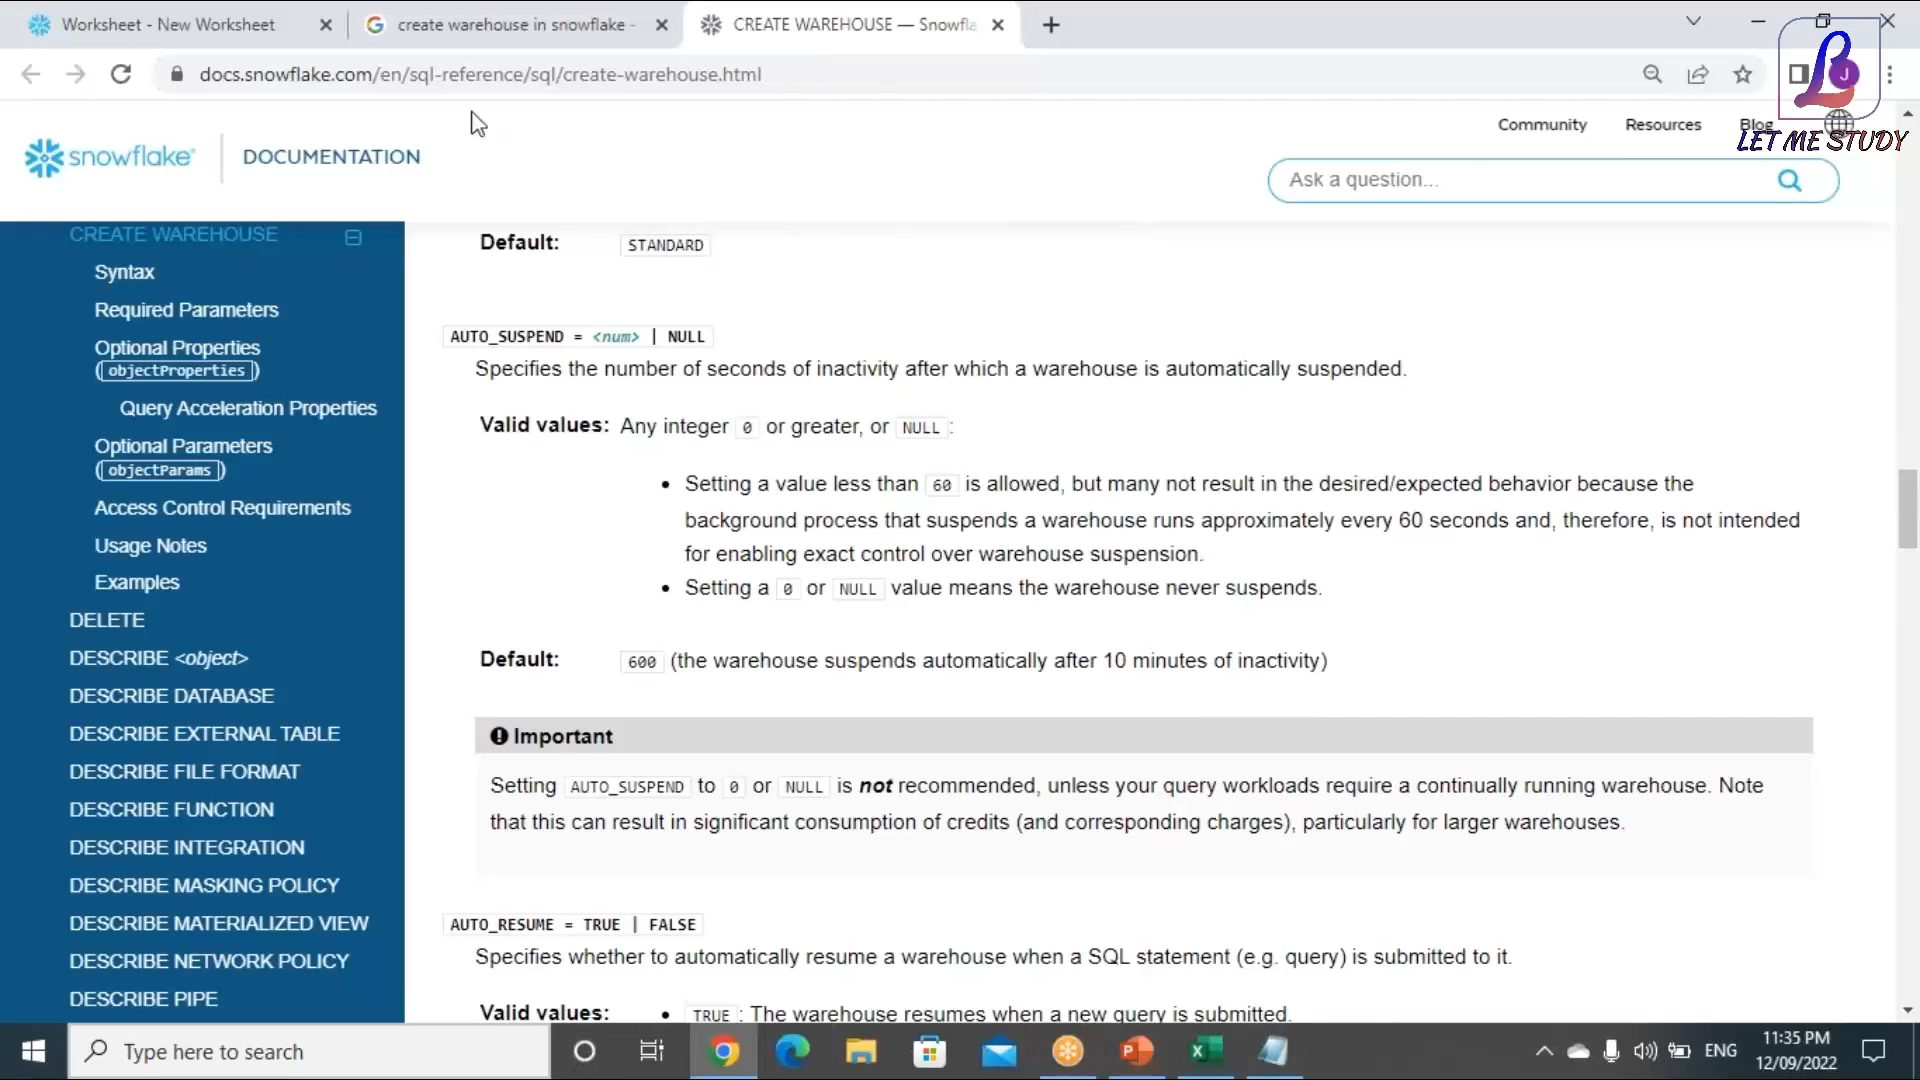 Worksheet - New Worksheet
create warehouse in snowflake -
CREATE WAREHOUSE — Snowfla
docs.snowflake.com/en/sql-reference/sql/create-warehouse.html
J
LET ME STUDY
snowflake
DOCUMENTATION
Community
Resources
Blog
Ask a question...
CREATE WAREHOUSE
Syntax
Required Parameters
Optional Properties
(objectProperties)
Query Acceleration Properties
Optional Parameters
(objectParams)
Access Control Requirements
Usage Notes
Examples
DELETE
DESCRIBE <object>
DESCRIBE DATABASE
DESCRIBE EXTERNAL TABLE
DESCRIBE FILE FORMAT
DESCRIBE FUNCTION
DESCRIBE INTEGRATION
DESCRIBE MASKING POLICY
DESCRIBE MATERIALIZED VIEW
DESCRIBE NETWORK POLICY
DESCRIBE PIPE
Default: STANDARD
AUTO_SUSPEND = <num> | NULL
Specifies the number of seconds of inactivity after which a warehouse is automatically suspended.
Valid values: Any integer 0 or greater, or NULL:
• Setting a value less than 60 is allowed, but many not result in the desired/expected behavior because the
background process that suspends a warehouse runs approximately every 60 seconds and, therefore, is not intended
for enabling exact control over warehouse suspension.
• Setting a 0 or NULL value means the warehouse never suspends.
Default: 600 (the warehouse suspends automatically after 10 minutes of inactivity)
Important
Setting AUTO_SUSPEND to 0 or NULL is not recommended, unless your query workloads require a continually running warehouse. Note
that this can result in significant consumption of credits (and corresponding charges), particularly for larger warehouses.
AUTO_RESUME = TRUE | FALSE
Specifies whether to automatically resume a warehouse when a SQL statement (e.g. query) is submitted to it.
Valid values: • TRUE: The warehouse resumes when a new query is submitted.
Type here to search
ENG
11:35 PM
12/09/2022